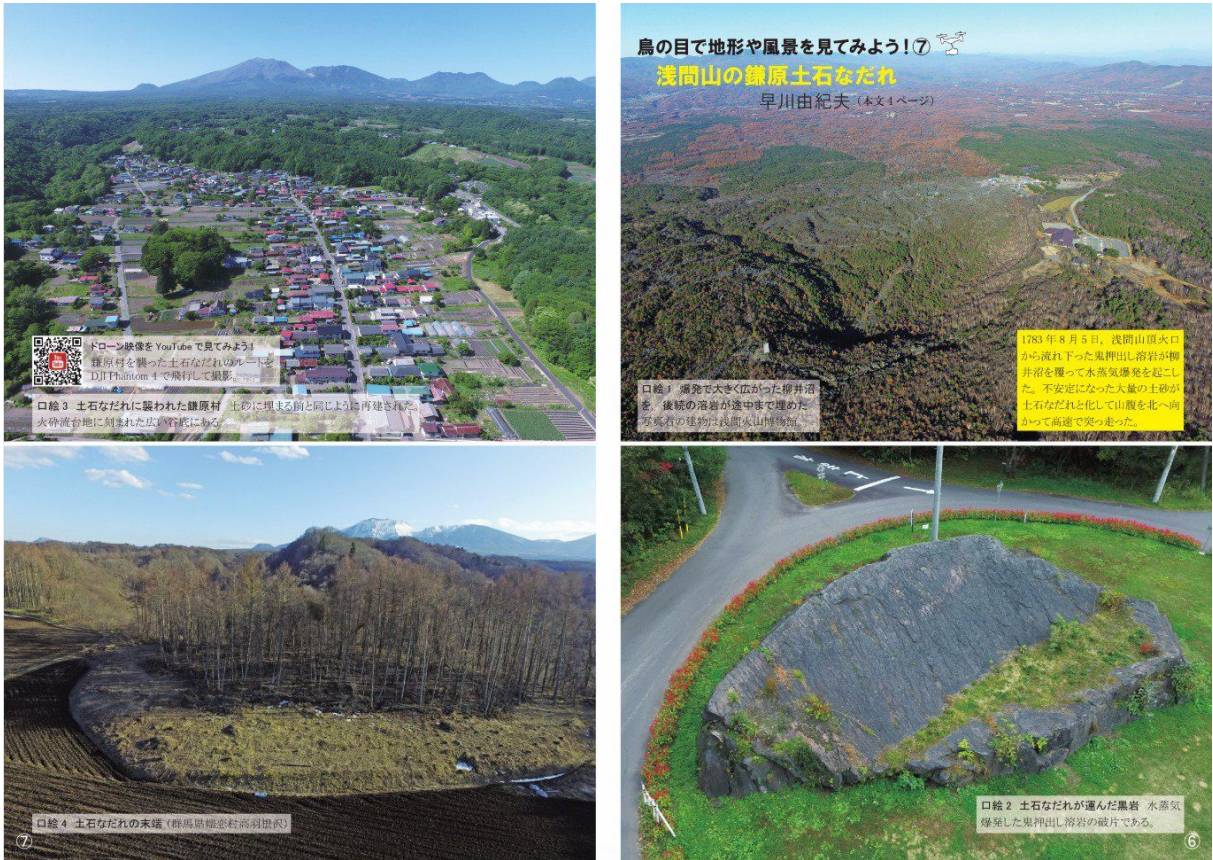 鳥の目で地形や風景を見てみよう！⑦
浅間山の鎌原土石なだれ
早川由紀夫（本文4ページ）
1783年8月5日，浅間山頂火口
から流れ下った鬼押出し溶岩が柳
井沼を覆って水蒸気爆発を起こし
た。不安定になった大量の土砂が
土石なだれと化して山腹を北へ向
かって高速で突っ走った。
口絵1 爆発で大きく広がった柳井沼
を，後続の溶岩が途中まで埋めた
写真右の建物は浅間火山博物館。
口絵2 土石なだれが運んだ黒岩 水蒸気
爆発した鬼押出し溶岩の破片である。
⑥
ドローン映像をYouTubeで見てみよう！
鎌原村を襲った土石なだれのルートを
DJI Phantom 4で飛行して撮影。
口絵3 土石なだれに襲われた鎌原村 土砂に埋まる前と同じように再建された。
火砕流台地に刻まれた広い谷底にある。
口絵4 土石なだれの末端（群馬県嬬恋村高羽根沢）
⑦